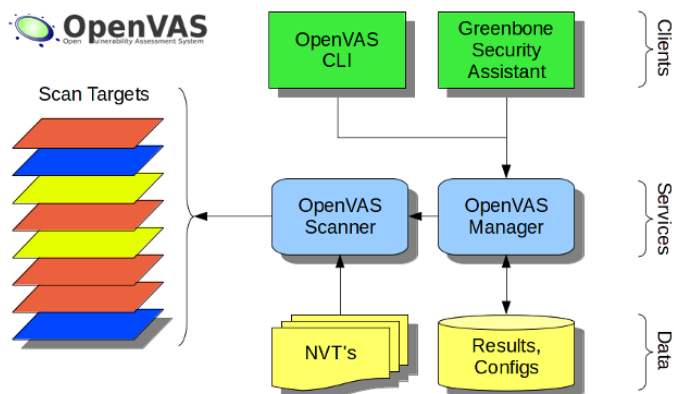 OpenVAS
Open Vulnerability Assessment System
OpenVAS
CLI
Greenbone
Security
Assistant
Clients
Scan Targets
OpenVAS
Scanner
OpenVAS
Manager
Services
NVT's
Results,
Configs
Data